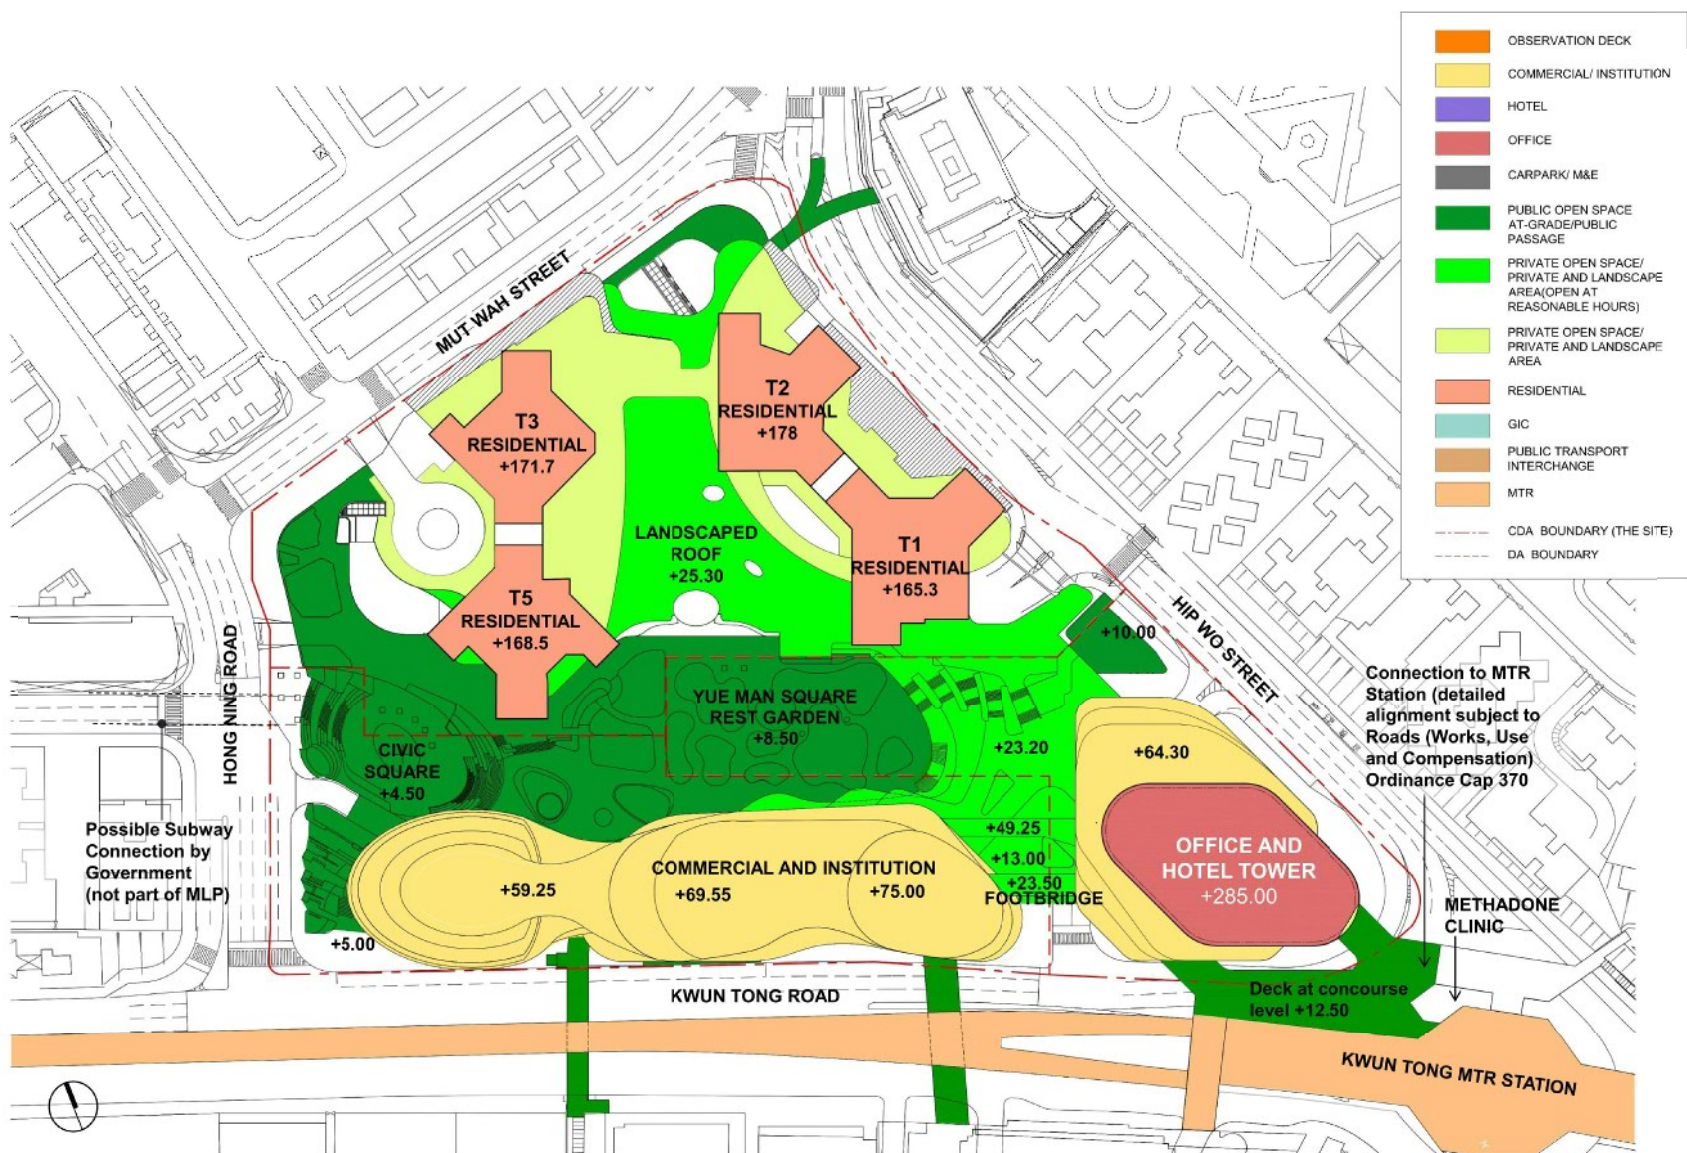 OBSERVATION DECK
COMMERCIAL/ INSTITUTION
HOTEL
OFFICE
CARPARK/ M&E
PUBLIC OPEN SPACE
AT-GRADE/PUBLIC
PASSAGE
PRIVATE OPEN SPACE/
PRIVATE AND LANDSCAPE
AREA(OPEN AT
REASONABLE HOURS)
PRIVATE OPEN SPACE/
PRIVATE AND LANDSCAPE
AREA
RESIDENTIAL
GIC
PUBLIC TRANSPORT
INTERCHANGE
MTR
CDA BOUNDARY (THE SITE)
DA BOUNDARY
MUT WAH STREET
T3
RESIDENTIAL
+171.7
T2
RESIDENTIAL
+178
LANDSCAPED
ROOF
+25.30
T1
RESIDENTIAL
+165.3
T5
RESIDENTIAL
+168.5
HONG NING ROAD
HIP WO STREET
+10.00
YUE MAN SQUARE
REST GARDEN
+8.50
CIVIC
SQUARE
+4.50
+23.20
+64.30
Connection to MTR
Station (detailed
alignment subject to
Roads (Works, Use
and Compensation)
Ordinance Cap 370
Possible Subway
Connection by
Government
(not part of MLP)
+49.25
+13.00
+23.50
FOOTBRIDGE
COMMERCIAL AND INSTITUTION
+59.25
+69.55
+75.00
OFFICE AND
HOTEL TOWER
+285.00
METHADONE
CLINIC
+5.00
KWUN TONG ROAD
Deck at concourse
level +12.50
KWUN TONG MTR STATION